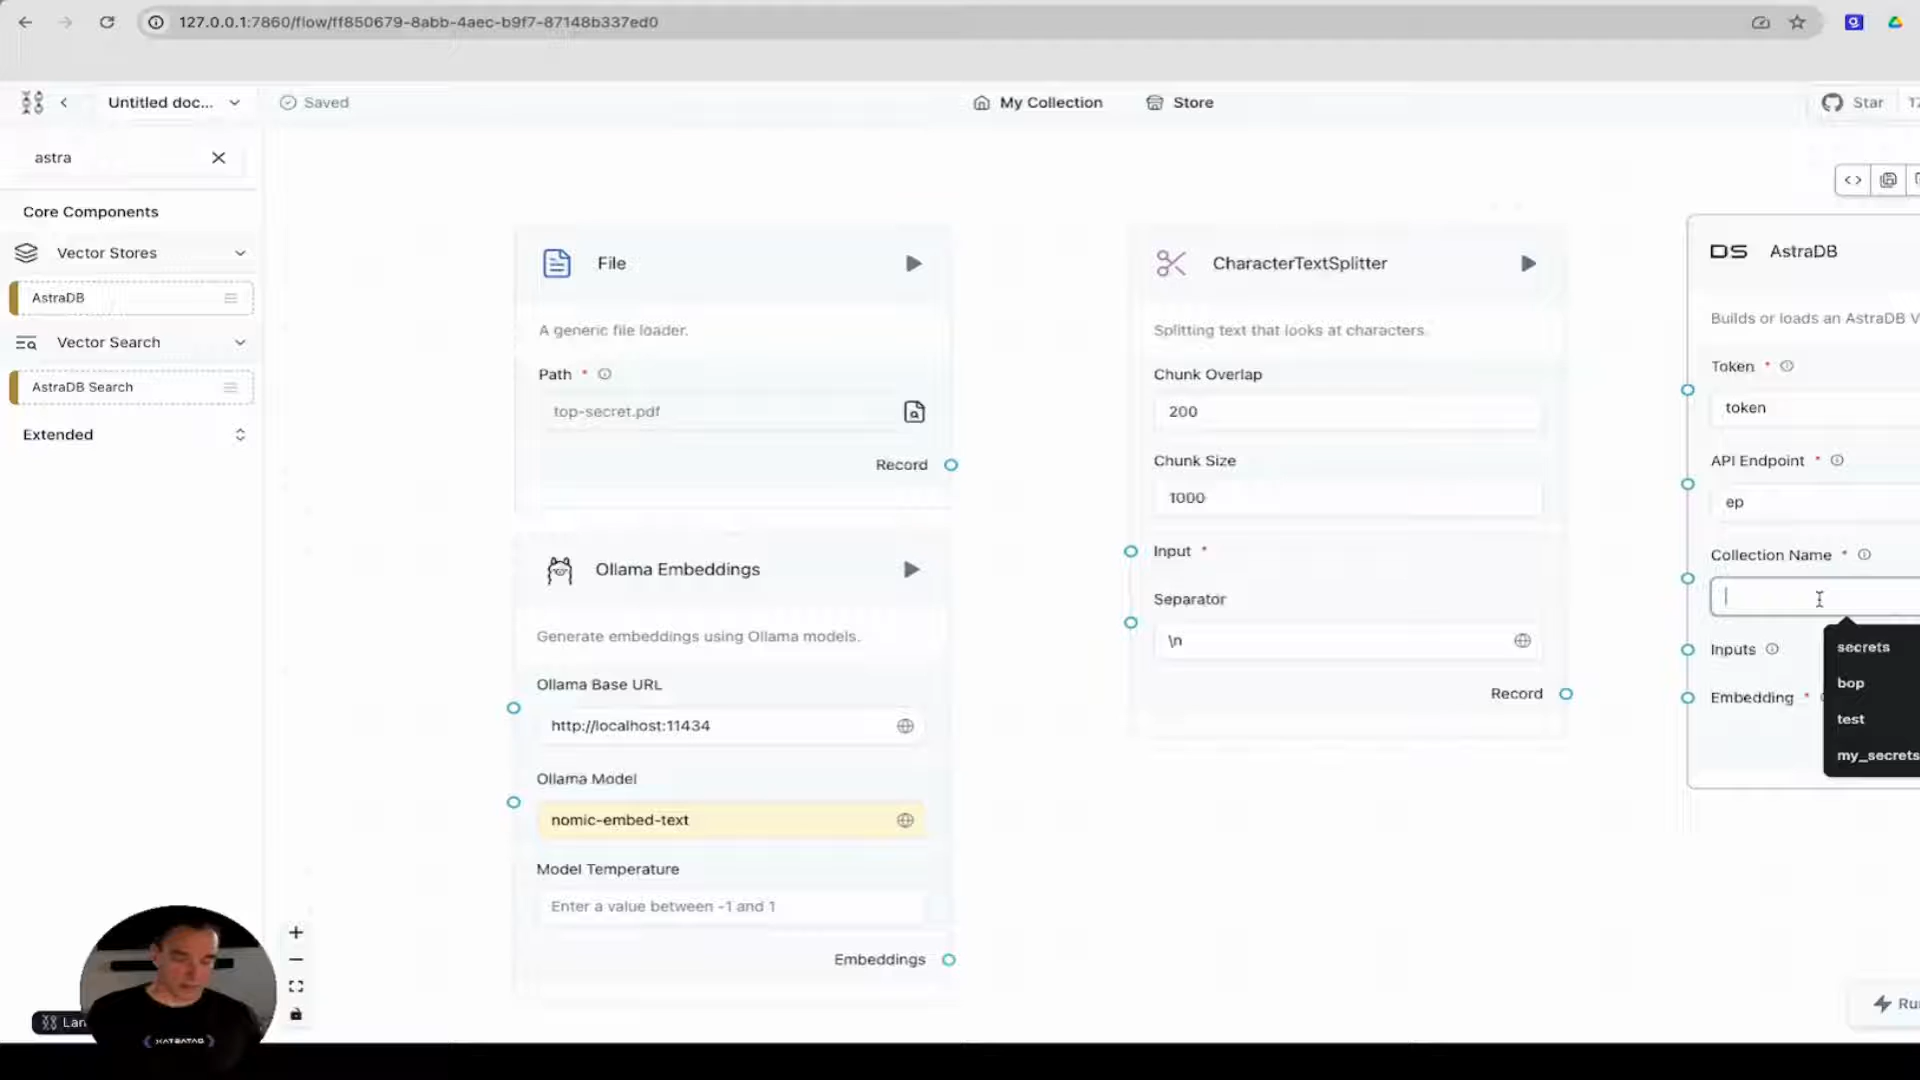 127.0.0.1:7860/flow/ff850679-8abb-4aec-b9f7-87148b337ed0
Untitled doc...
Saved
My Collection
Store
Star
astra
Core Components
Vector Stores
AstraDB
Vector Search
AstraDB Search
Extended
File
A generic file loader.
Path *
top-secret.pdf
Record
Ollama Embeddings
Generate embeddings using Ollama models.
Ollama Base URL
http://localhost:11434
Ollama Model
nomic-embed-text
Model Temperature
Enter a value between -1 and 1
Embeddings
CharacterTextSplitter
Splitting text that looks at characters.
Chunk Overlap
200
Chunk Size
1000
Input *
Separator
\n
Record
DS AstraDB
Builds or loads an AstraDB V
Token *
token
API Endpoint *
ep
Collection Name *
Inputs
Embedding *
secrets
bop
test
my_secrets
Ru
Lan